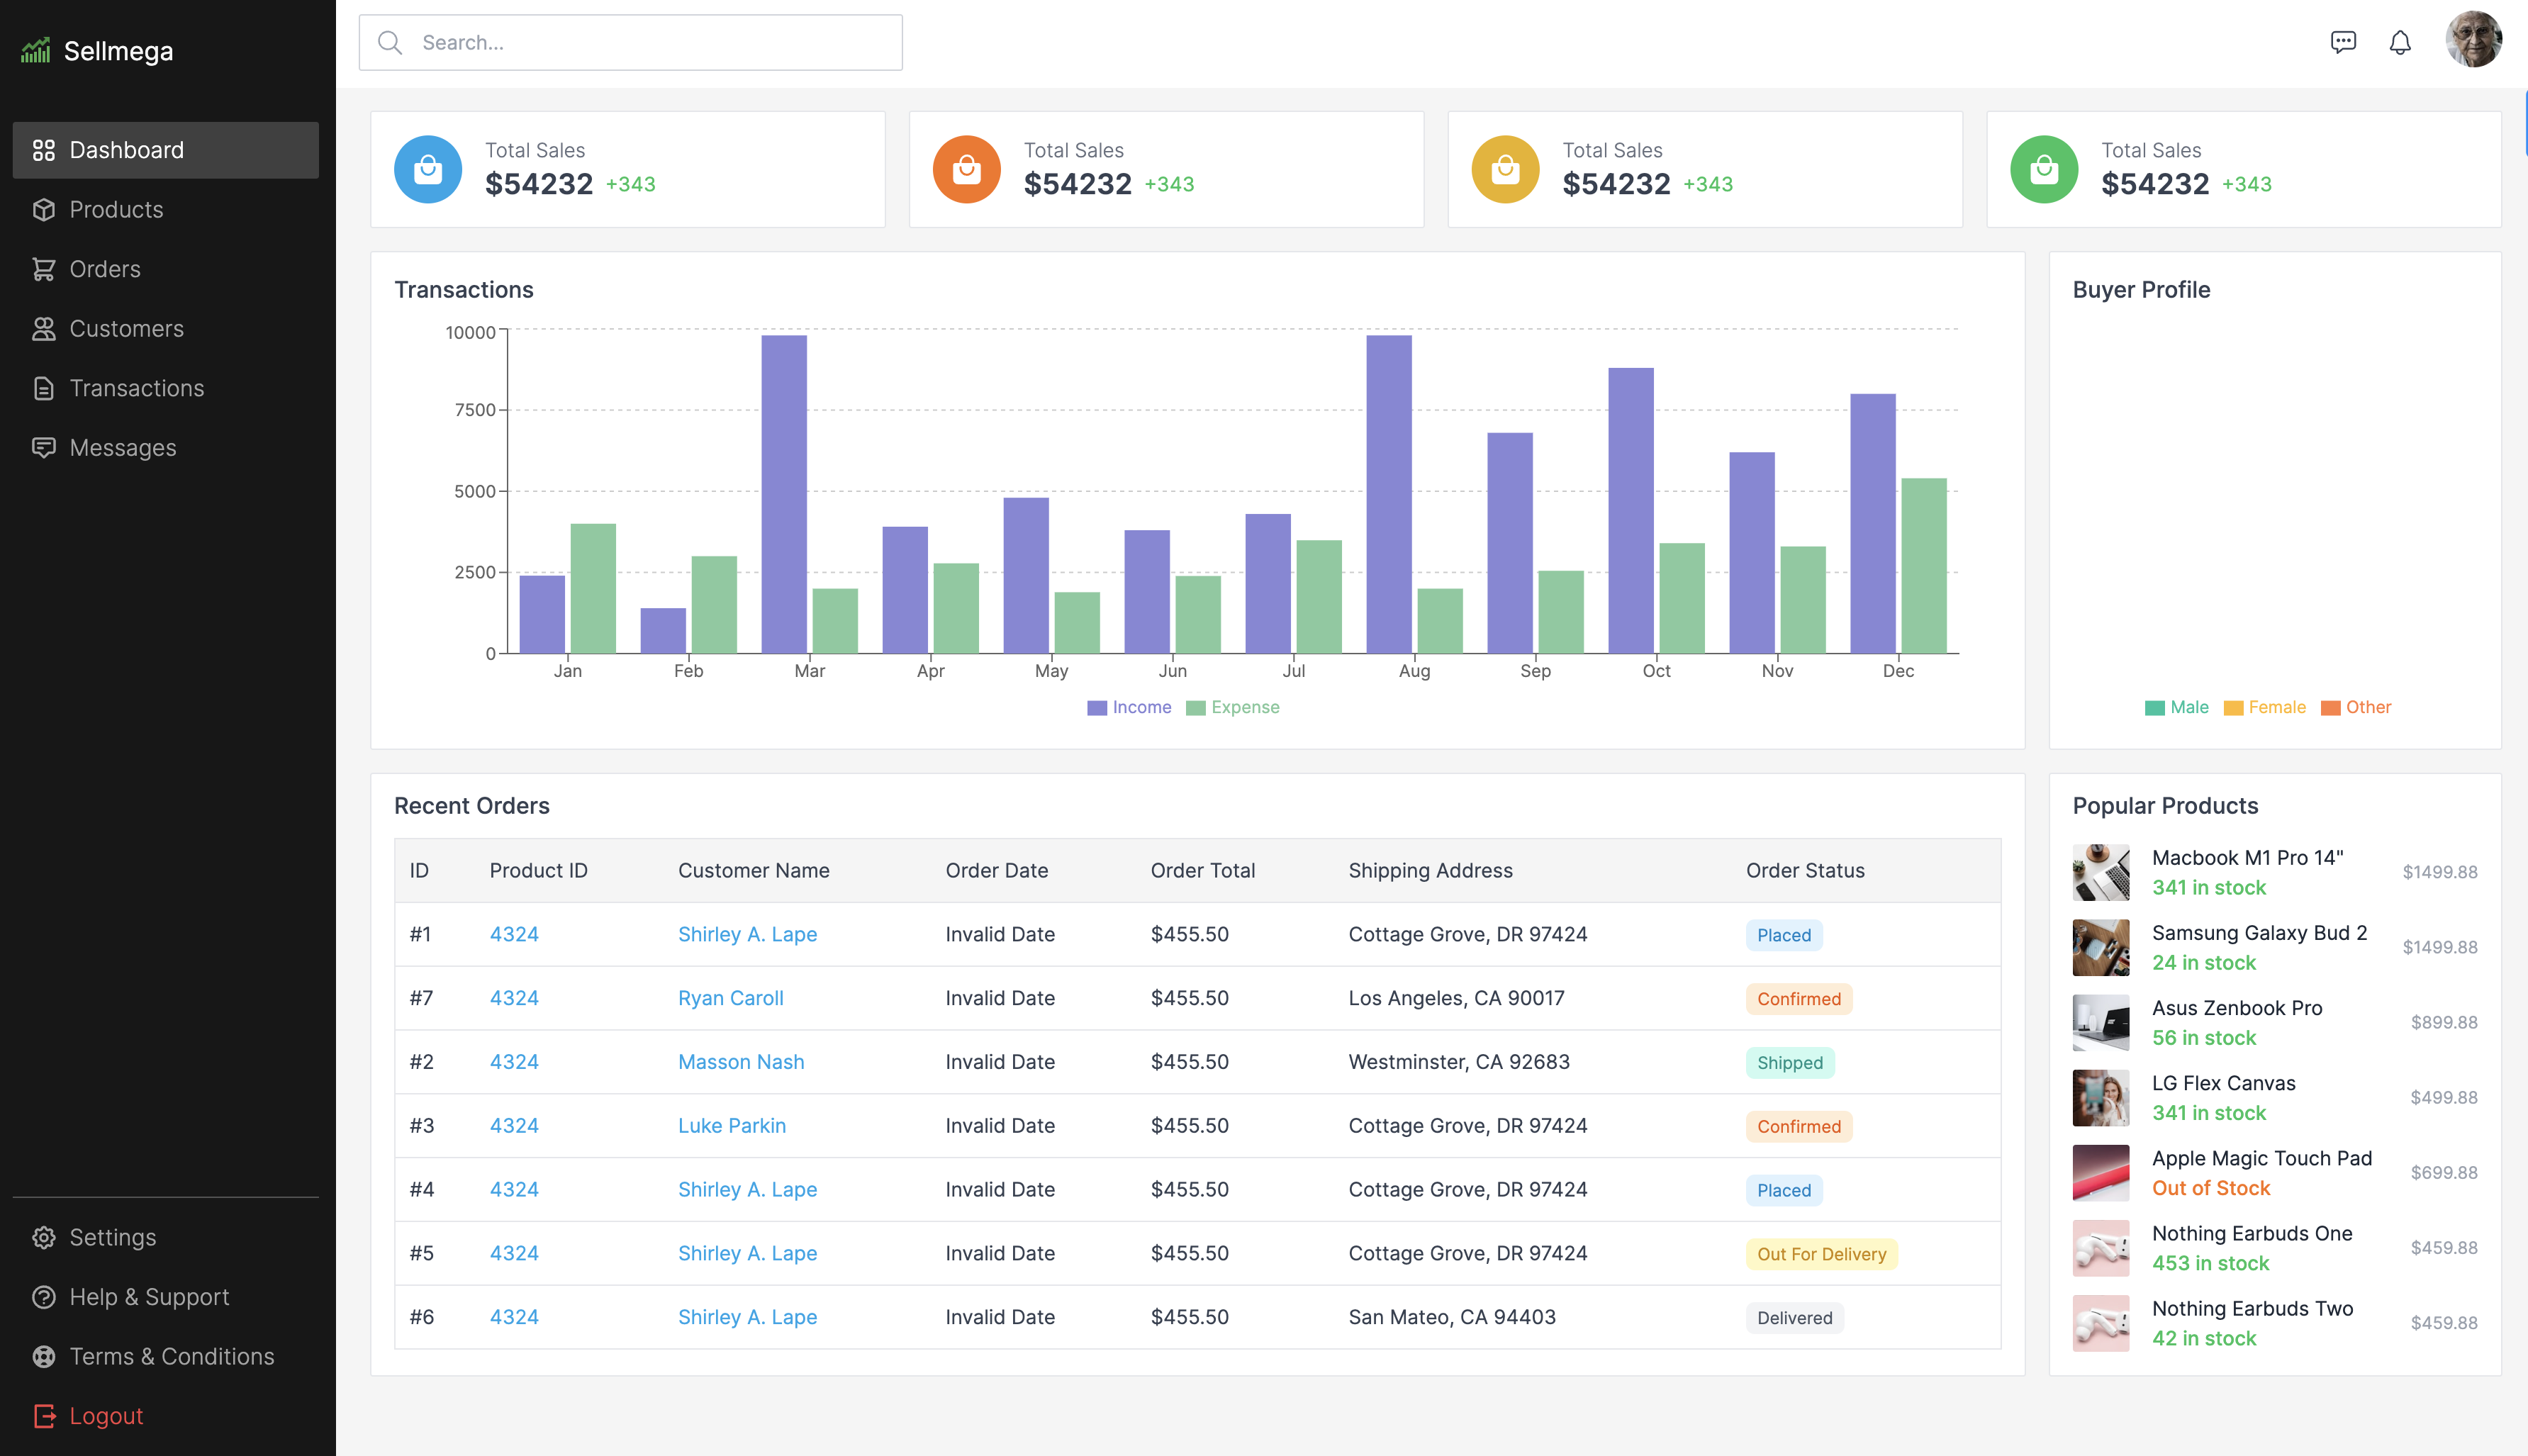 Sellmega
Search...
Dashboard
Products
Orders
Customers
Transactions
Messages
Settings
Help & Support
Terms & Conditions
Logout
Total Sales
$54232 +343
Total Sales
$54232 +343
Total Sales
$54232 +343
Total Sales
$54232 +343
Transactions
10000
7500
5000
2500
0
Jan Feb Mar Apr May Jun Jul Aug Sep Oct Nov Dec
Income Expense
Buyer Profile
Male Female Other
Recent Orders
ID Product ID Customer Name Order Date Order Total Shipping Address Order Status
#1 4324 Shirley A. Lape Invalid Date $455.50 Cottage Grove, DR 97424 Placed
#7 4324 Ryan Caroll Invalid Date $455.50 Los Angeles, CA 90017 Confirmed
#2 4324 Masson Nash Invalid Date $455.50 Westminster, CA 92683 Shipped
#3 4324 Luke Parkin Invalid Date $455.50 Cottage Grove, DR 97424 Confirmed
#4 4324 Shirley A. Lape Invalid Date $455.50 Cottage Grove, DR 97424 Placed
#5 4324 Shirley A. Lape Invalid Date $455.50 Cottage Grove, DR 97424 Out For Delivery
#6 4324 Shirley A. Lape Invalid Date $455.50 San Mateo, CA 94403 Delivered
Popular Products
Macbook M1 Pro 14"
341 in stock
$1499.88
Samsung Galaxy Bud 2
24 in stock
$1499.88
Asus Zenbook Pro
56 in stock
$899.88
LG Flex Canvas
341 in stock
$499.88
Apple Magic Touch Pad
Out of Stock
$699.88
Nothing Earbuds One
453 in stock
$459.88
Nothing Earbuds Two
42 in stock
$459.88